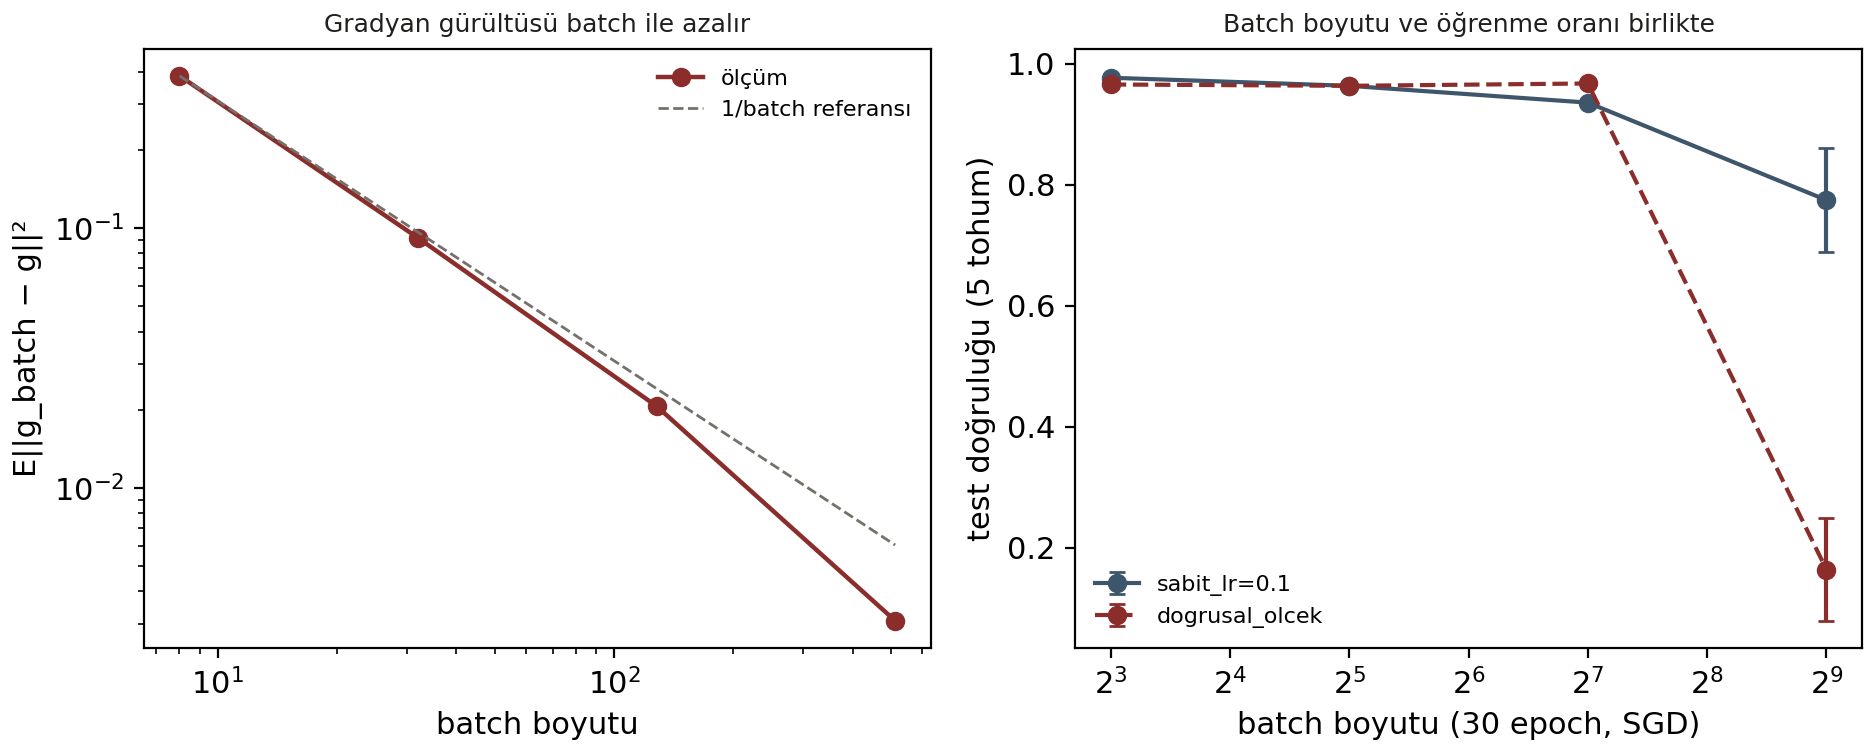 Gradyan gürültüsü batch ile azalır
ölçüm
1/batch referansı
E||g_batch − g||²
10⁻¹
10⁻²
10¹
10²
batch boyutu
Batch boyutu ve öğrenme oranı birlikte
test doğruluğu (5 tohum)
1.0
0.8
0.6
0.4
0.2
sabit_lr=0.1
dogrusal_olcek
2³
2⁴
2⁵
2⁶
2⁷
2⁸
2⁹
batch boyutu (30 epoch, SGD)